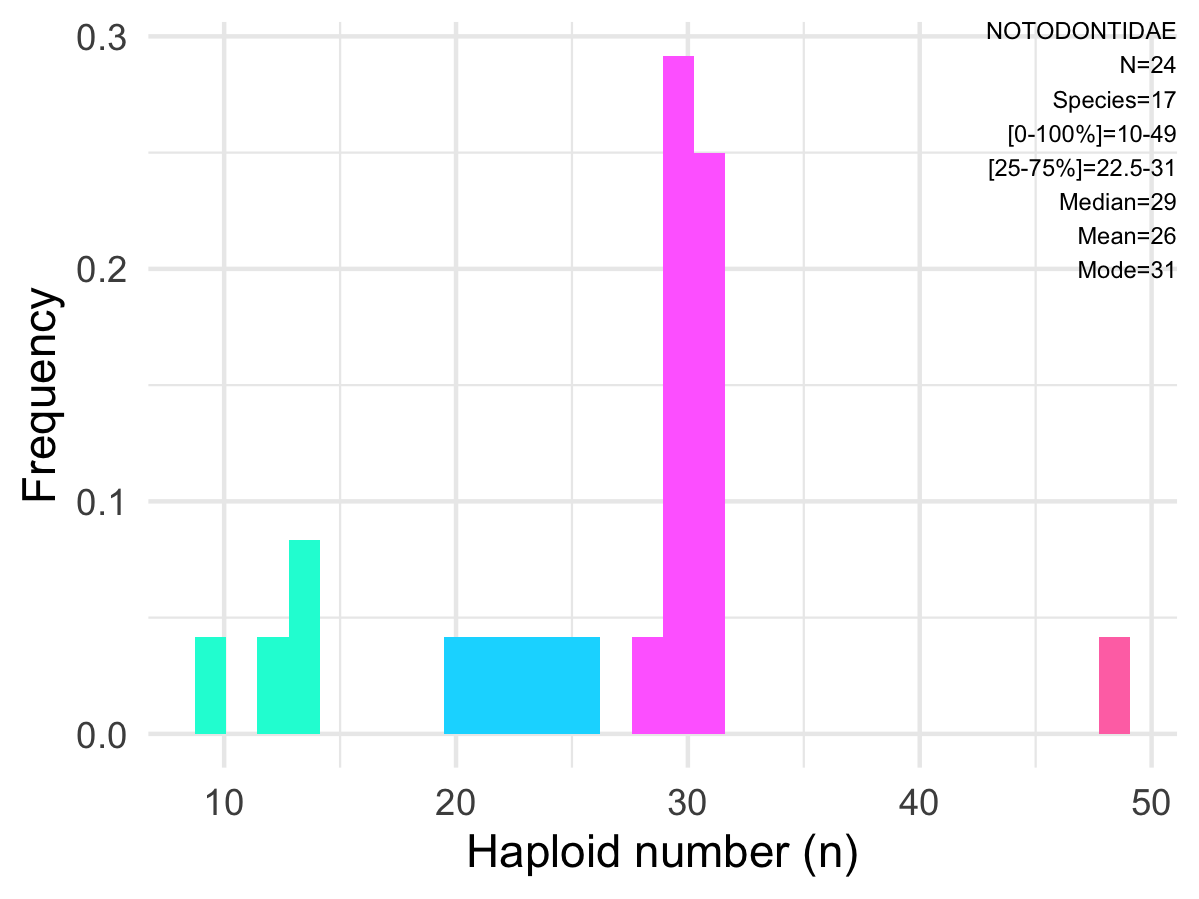 NOTODONTIDAE
N=24
Species=17
[0-100%]=10-49
[25-75%]=22.5-31
Median=29
Mean=26
Mode=31
0.3
0.2
0.1
0.0
Frequency
10 20 30 40 50
Haploid number (n)